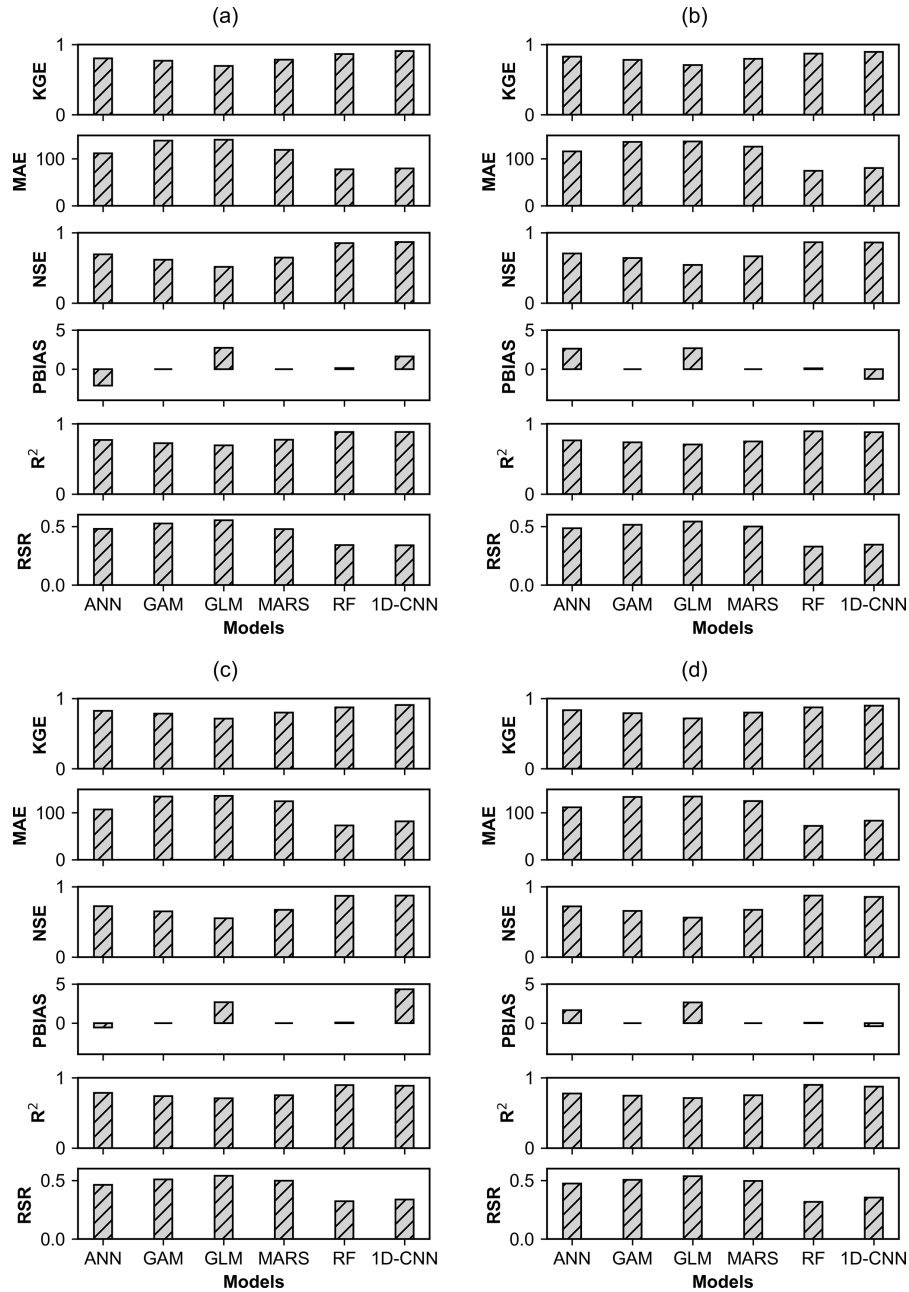 (a)
1
KGE
0
100
MAE
0
1
NSE
0
5
PBIAS
0
1
R²
0
0.5
RSR
0.0
ANN GAM GLM MARS RF 1D-CNN
Models
(b)
1
KGE
0
100
MAE
0
1
NSE
0
5
PBIAS
0
1
R²
0
0.5
RSR
0.0
ANN GAM GLM MARS RF 1D-CNN
Models
(c)
1
KGE
0
100
MAE
0
1
NSE
0
5
PBIAS
0
1
R²
0
0.5
RSR
0.0
ANN GAM GLM MARS RF 1D-CNN
Models
(d)
1
KGE
0
100
MAE
0
1
NSE
0
5
PBIAS
0
1
R²
0
0.5
RSR
0.0
ANN GAM GLM MARS RF 1D-CNN
Models